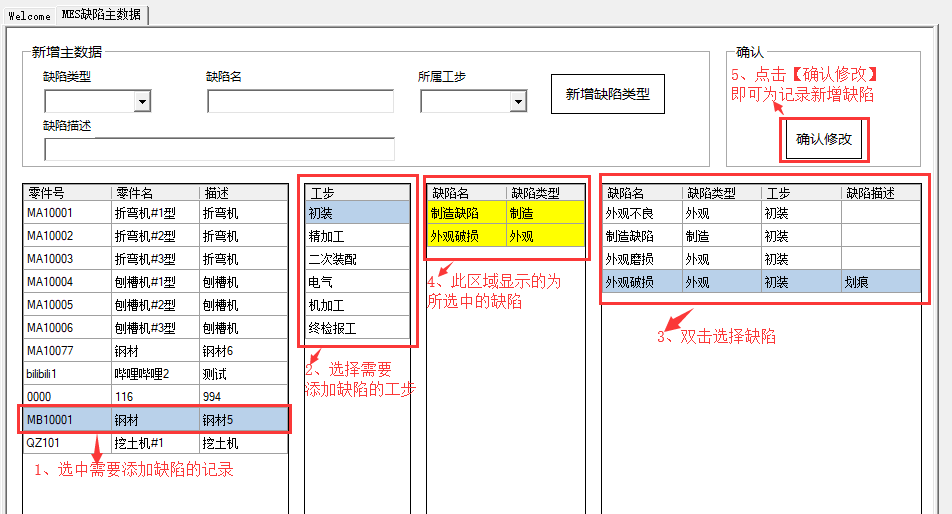 Welcome MES缺陷主数据
新增主数据
缺陷类型 缺陷名 所属工步
新增缺陷类型
缺陷描述
确认
5、点击【确认修改】
即可为记录新增缺陷
确认修改
零件号 零件名 描述
MA10001 折弯机#1型 折弯机
MA10002 折弯机#2型 折弯机
MA10003 折弯机#3型 折弯机
MA10004 刨槽机#1型 刨槽机
MA10005 刨槽机#2型 刨槽机
MA10006 刨槽机#3型 刨槽机
MA10077 钢材 钢材6
bilibili1 哔哩哔哩2 测试
0000 116 994
MB10001 钢材 钢材5
QZ101 挖土机#1 挖土机
1、选中需要添加缺陷的记录
工步
初装
精加工
二次装配
电气
机加工
终检报工
2、选择需要
添加缺陷的工步
缺陷名 缺陷类型
制造缺陷 制造
外观破损 外观
4、此区域显示的为
所选中的缺陷
缺陷名 缺陷类型 工步 缺陷描述
外观不良 外观 初装
制造缺陷 制造 初装
外观磨损 外观 初装
外观破损 外观 初装 划痕
3、双击选择缺陷